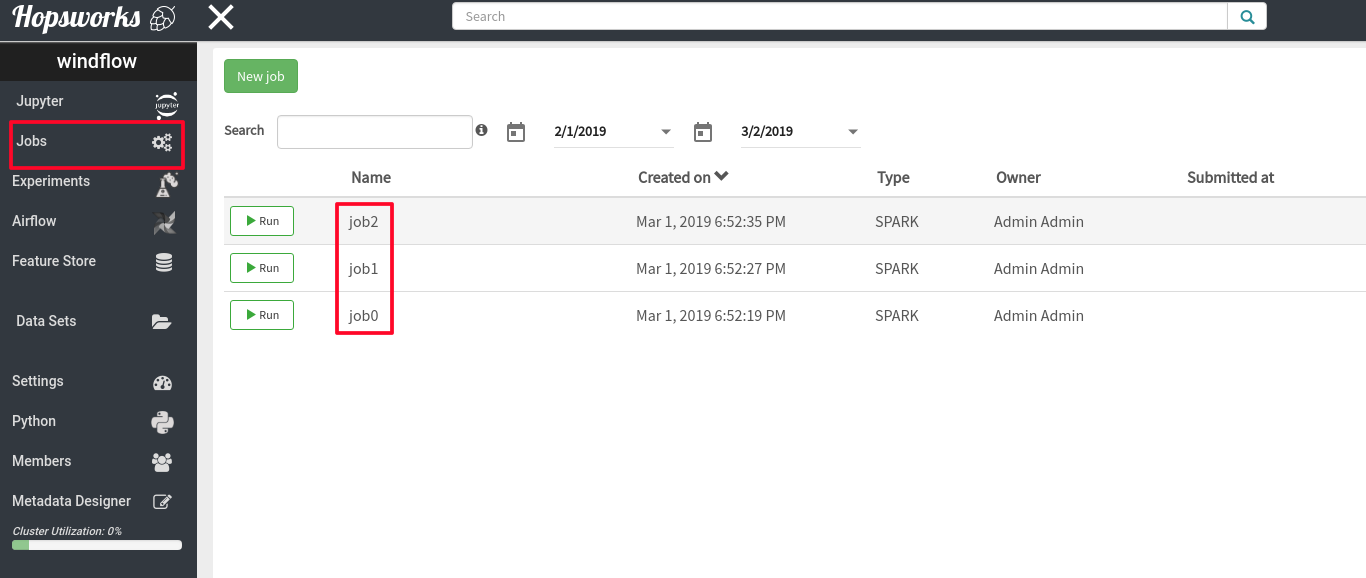 Hopsworks
Search
windflow
Jupyter
jupyter
Jobs
Experiments
Airflow
Feature Store
Data Sets
Settings
Python
Members
Metadata Designer
Cluster Utilization: 0%
New job
Search 2/1/2019 3/2/2019
Name Created on Type Owner Submitted at
Run job2 Mar 1, 2019 6:52:35 PM SPARK Admin Admin
Run job1 Mar 1, 2019 6:52:27 PM SPARK Admin Admin
Run job0 Mar 1, 2019 6:52:19 PM SPARK Admin Admin